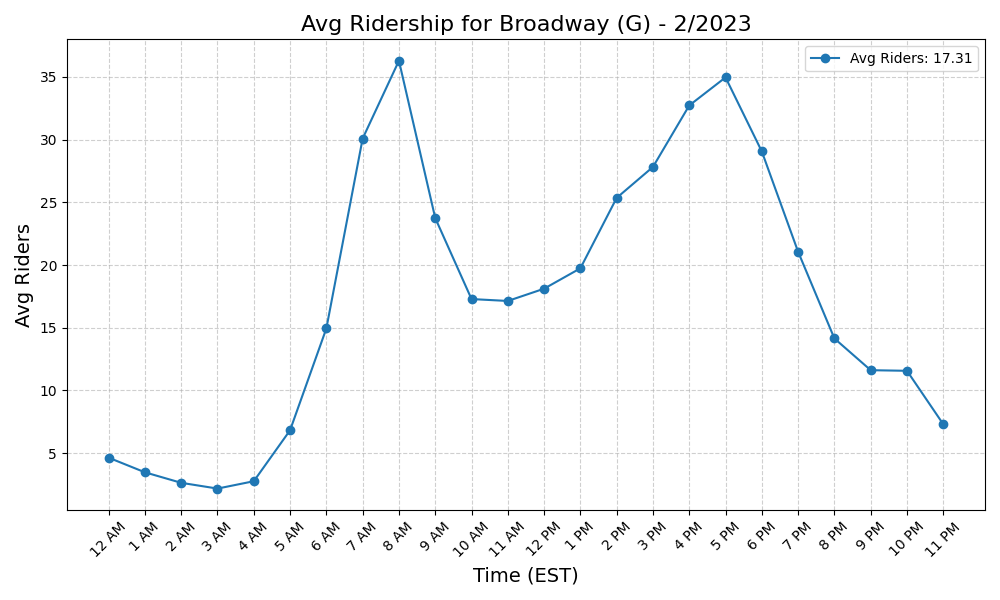 Avg Ridership for Broadway (G) - 2/2023
Avg Riders: 17.31
Avg Riders
35
30
25
20
15
10
5
12 AM
1 AM
2 AM
3 AM
4 AM
5 AM
6 AM
7 AM
8 AM
9 AM
10 AM
11 AM
12 PM
1 PM
2 PM
3 PM
4 PM
5 PM
6 PM
7 PM
8 PM
9 PM
10 PM
11 PM
Time (EST)